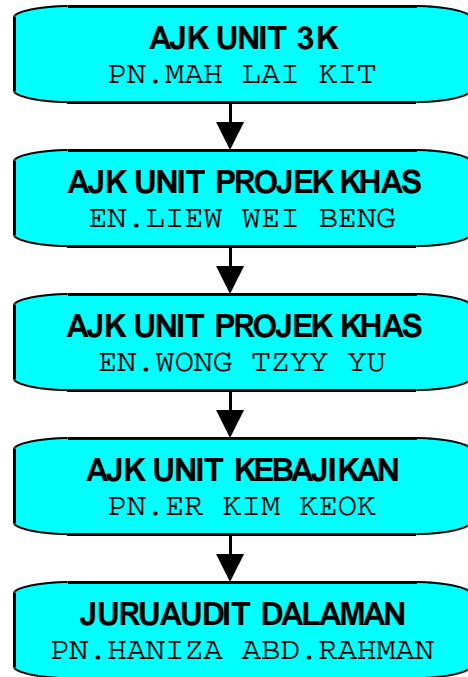 AJK UNIT 3K
PN.MAH LAI KIT
AJK UNIT PROJEK KHAS
EN.LIEW WEI BENG
AJK UNIT PROJEK KHAS
EN.WONG TZYY YU
AJK UNIT KEBAJIKAN
PN.ER KIM KEOK
JURUAUDIT DALAMAN
PN.HANIZA ABD.RAHMAN